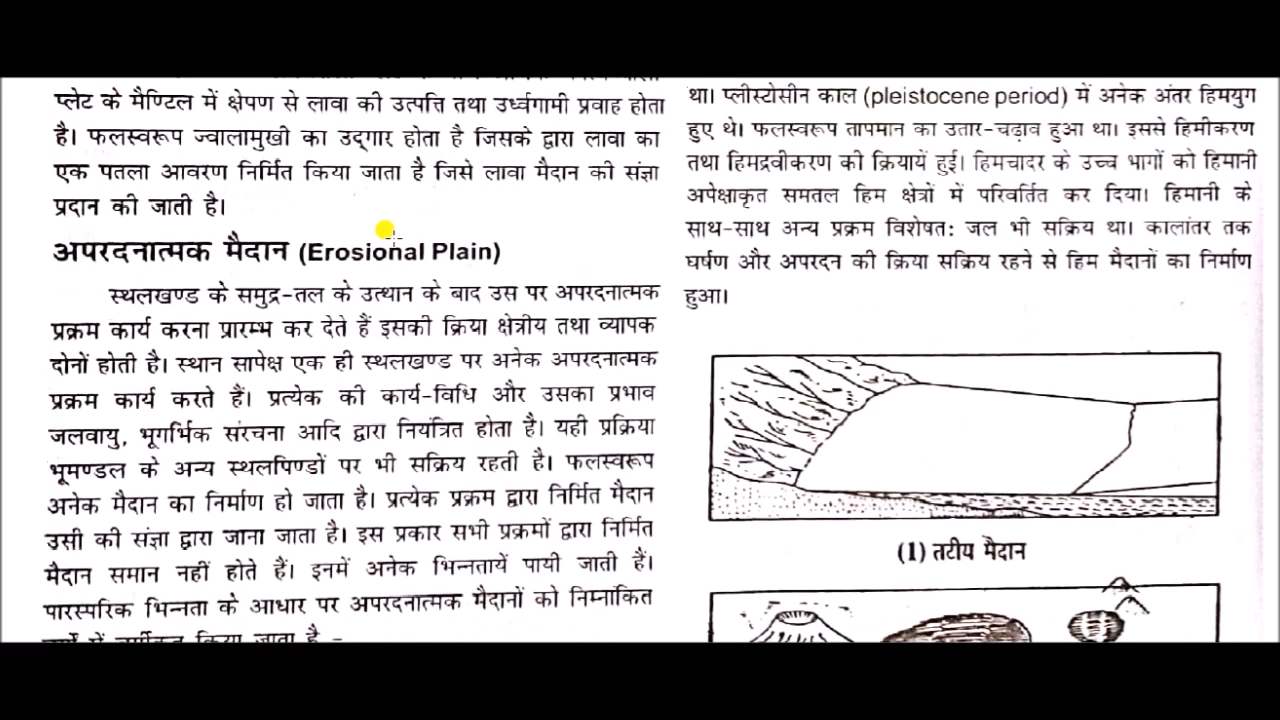 प्लेट के मैण्टिल में क्षेपण से लावा की उत्पत्ति तथा उर्ध्वगामी प्रवाह होता
है। फलस्वरूप ज्वालामुखी का उद्‌गार होता है जिसके द्वारा लावा का
एक पतला आवरण निर्मित किया जाता है जिसे लावा मैदान की संज्ञा
प्रदान की जाती है।
अपरदनात्मक मैदान (Erosional Plain)
स्थलखण्ड के समुद्र-तल के उत्थान के बाद उस पर अपरदनात्मक
प्रक्रम कार्य करना प्रारम्भ कर देते हैं इसकी क्रिया क्षेत्रीय तथा व्यापक
दोनों होती है। स्थान सापेक्ष एक ही स्थलखण्ड पर अनेक अपरदनात्मक
प्रक्रम कार्य करते हैं। प्रत्येक की कार्य-विधि और उसका प्रभाव
जलवायु, भूगर्भिक संरचना आदि द्वारा नियंत्रित होता है। यही प्रक्रिया
भूमण्डल के अन्य स्थलपिण्डों पर भी सक्रिय रहती है। फलस्वरूप
अनेक मैदान का निर्माण हो जाता है। प्रत्येक प्रक्रम द्वारा निर्मित मैदान
उसी की संज्ञा द्वारा जाना जाता है। इस प्रकार सभी प्रक्रमों द्वारा निर्मित
मैदान समान नहीं होते हैं। इनमें अनेक भिन्नतायें पायी जाती हैं।
पारस्परिक भिन्नता के आधार पर अपरदनात्मक मैदानों को निम्नांकित
में वर्गीकृत किया जाता है -
था। प्लीस्टोसीन काल (pleistocene period) में अनेक अंतर हिमयुग
हुए थे। फलस्वरूप तापमान का उतार-चढ़ाव हुआ था। इससे हिमीकरण
तथा हिमद्रवीकरण की क्रियायें हुई। हिमचादर के उच्च भागों को हिमानी
अपेक्षाकृत समतल हिम क्षेत्रों में परिवर्तित कर दिया। हिमानी के
साथ-साथ अन्य प्रक्रम विशेषत: जल भी सक्रिय था। कालांतर तक
घर्षण और अपरदन की क्रिया सक्रिय रहने से हिम मैदानों का निर्माण
हुआ।
(1) तटीय मैदान